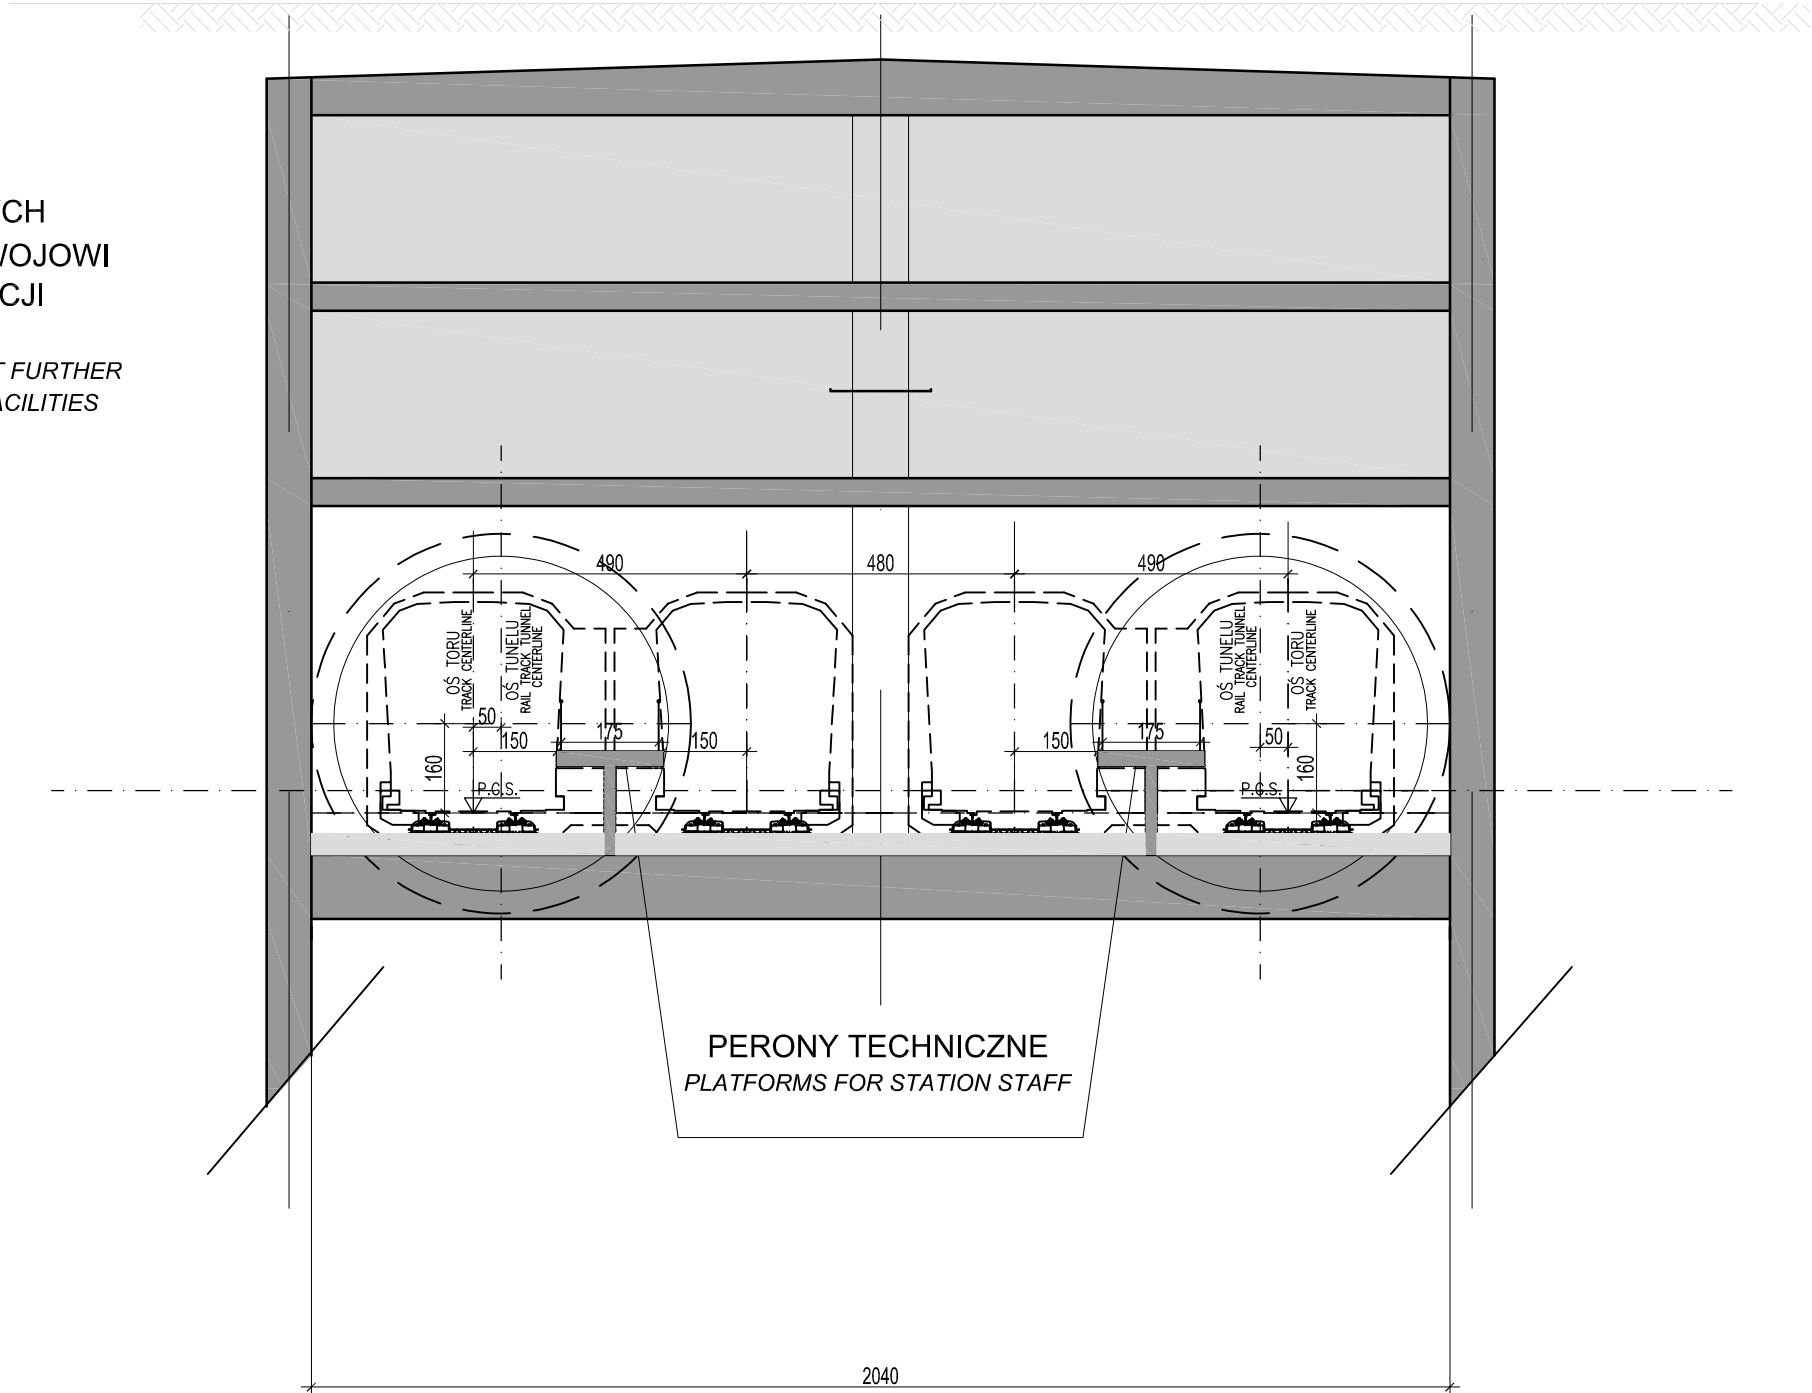 YCH
WOJOWI
CJI
T FURTHER
ACILITIES
490
480
490
OŚ TORU
TRACK CENTERLINE
OŚ TUNELU
RAIL TRACK TUNNEL
CENTERLINE
OŚ TUNELU
RAIL TRACK TUNNEL
CENTERLINE
OŚ TORU
TRACK CENTERLINE
50
150
175
150
150
175
50
160
160
P.G.S.
P.G.S.
PERONY TECHNICZNE
PLATFORMS FOR STATION STAFF
2040